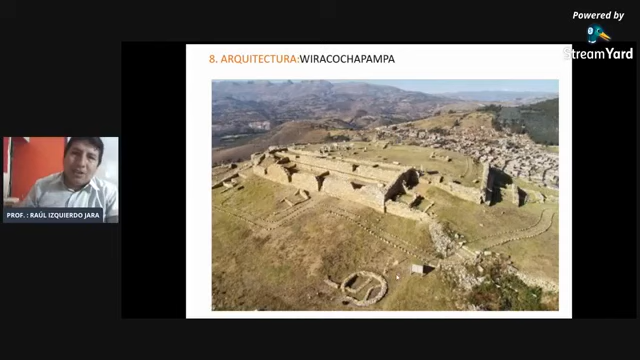 Powered by
StreamYard
8. ARQUITECTURA:WIRACOCHAPAMPA
PROF. : RAÚL IZQUIERDO JARA